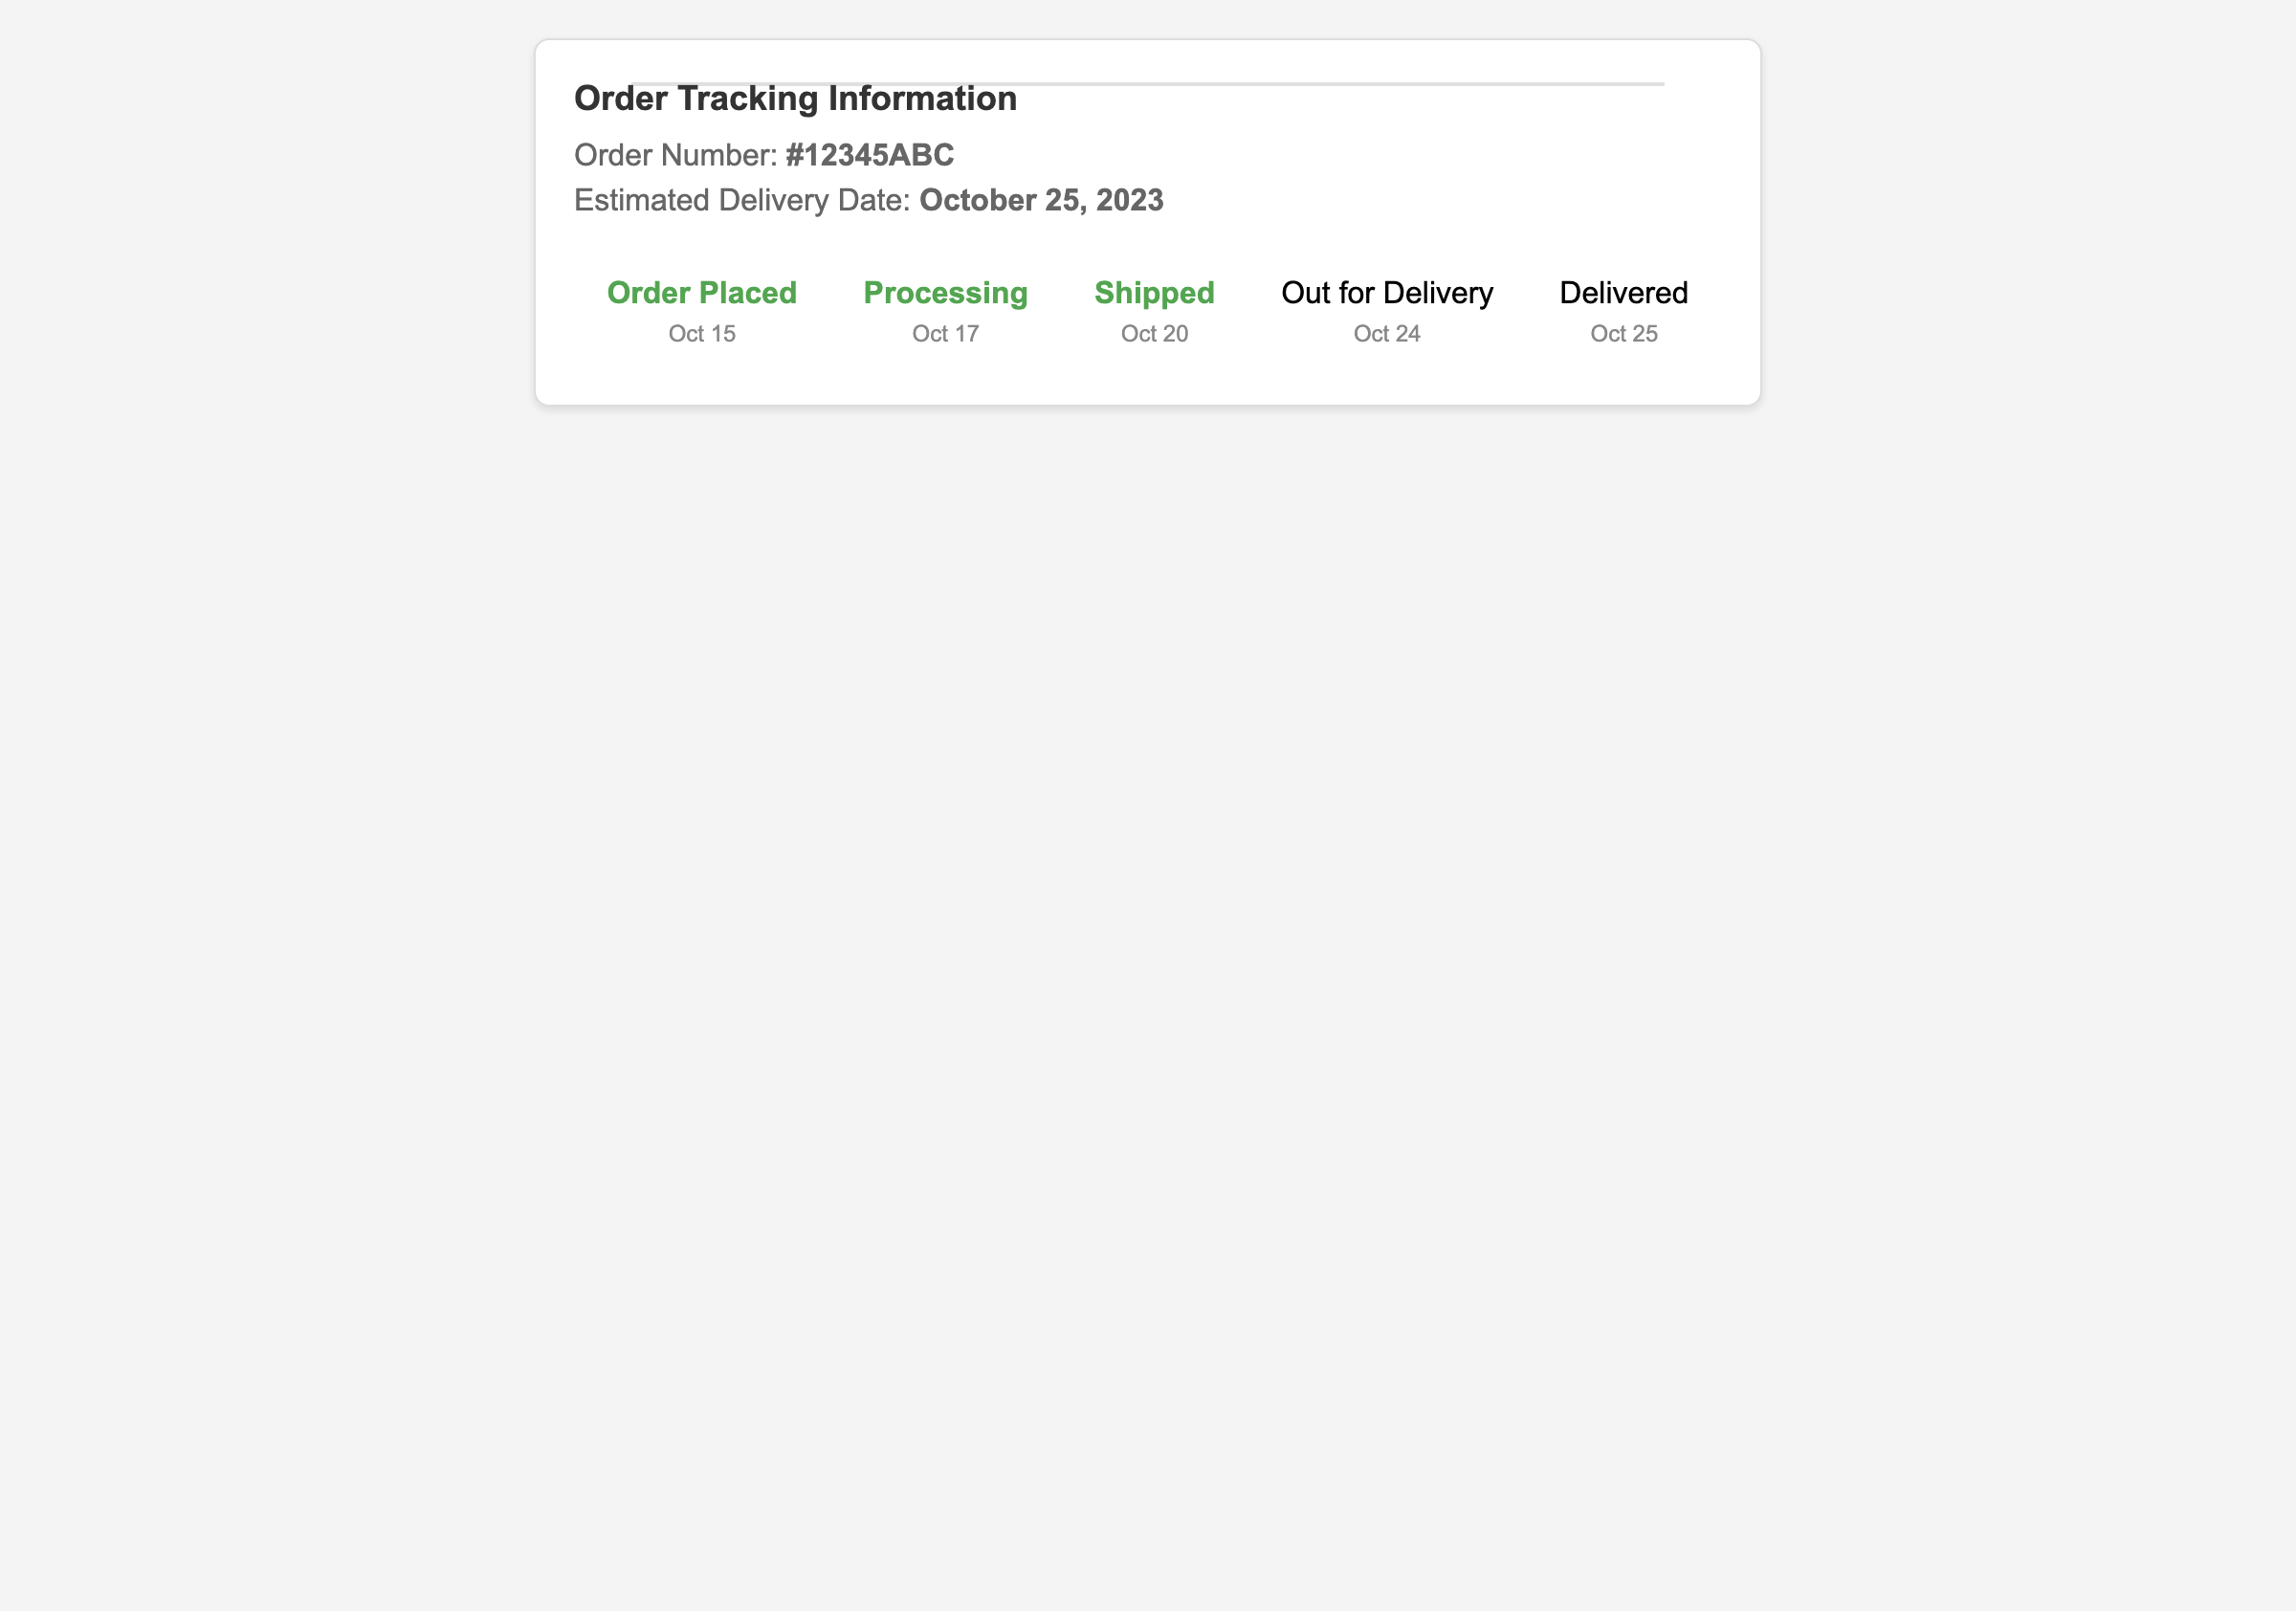 Order Tracking Information
Order Number: #12345ABC
Estimated Delivery Date: October 25, 2023
Order Placed Processing Shipped Out for Delivery Delivered
Oct 15 Oct 17 Oct 20 Oct 24 Oct 25